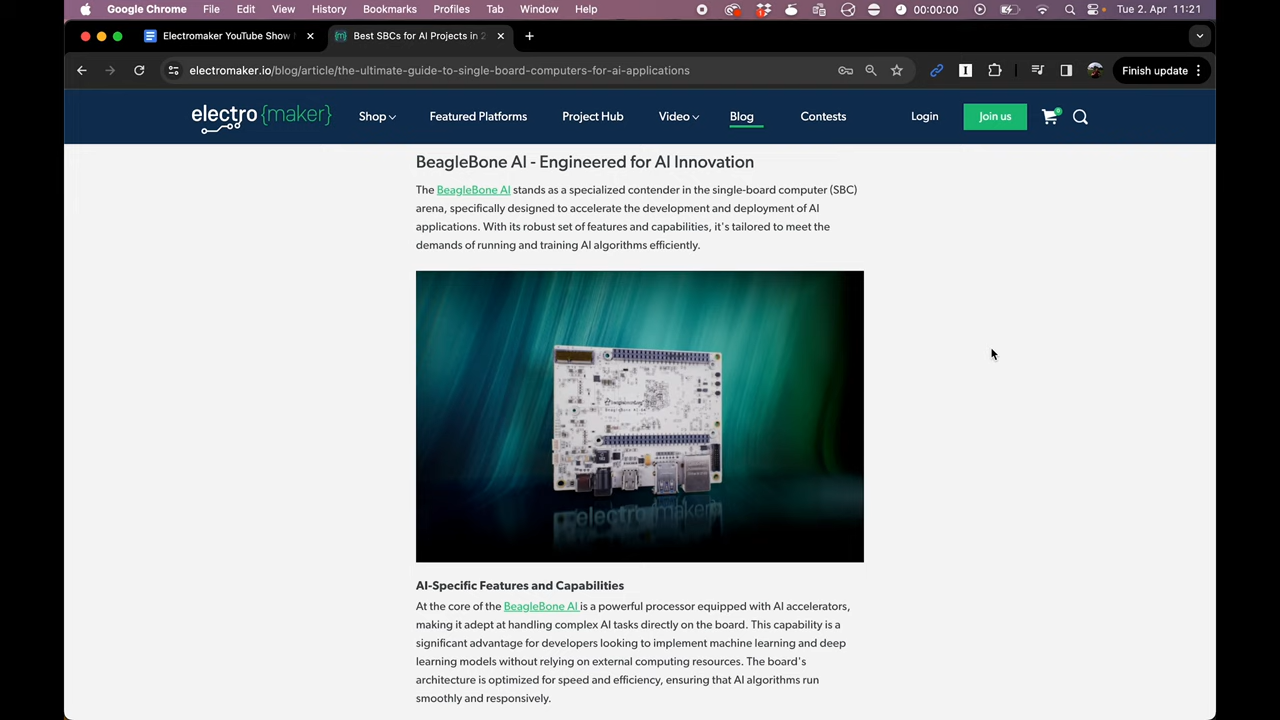 Google Chrome File Edit View History Bookmarks Profiles Tab Window Help 00:00:00 Tue 2. Apr 11:21
Electromaker YouTube Show Best SBCs for AI Projects in 2
electromaker.io/blog/article/the-ultimate-guide-to-single-board-computers-for-ai-applications Finish update
electro{maker} Shop Featured Platforms Project Hub Video Blog Contests Login Join us 0
BeagleBone AI - Engineered for AI Innovation
The BeagleBone AI stands as a specialized contender in the single-board computer (SBC)
arena, specifically designed to accelerate the development and deployment of AI
applications. With its robust set of features and capabilities, it's tailored to meet the
demands of running and training AI algorithms efficiently.
electromaker
AI-Specific Features and Capabilities
At the core of the BeagleBone AI is a powerful processor equipped with AI accelerators,
making it adept at handling complex AI tasks directly on the board. This capability is a
significant advantage for developers looking to implement machine learning and deep
learning models without relying on external computing resources. The board's
architecture is optimized for speed and efficiency, ensuring that AI algorithms run
smoothly and responsively.